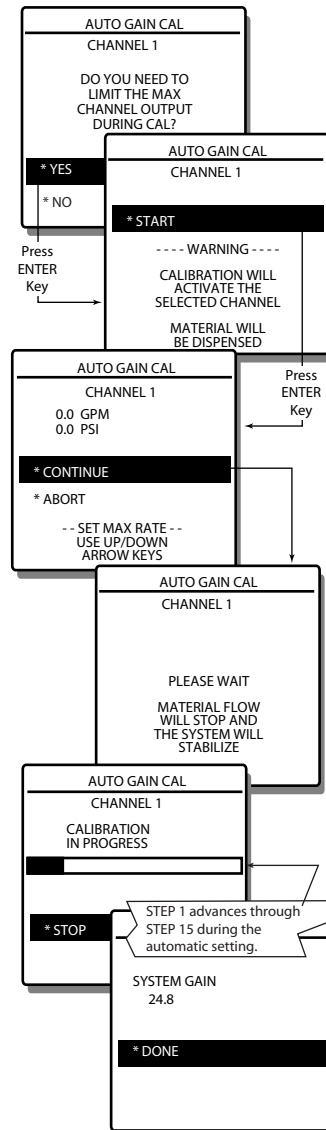 AUTO GAIN CAL
CHANNEL 1
DO YOU NEED TO
LIMIT THE MAX
CHANNEL OUTPUT
DURING CAL?
* YES
* NO
Press
ENTER
Key
AUTO GAIN CAL
CHANNEL 1
* START
- - - - WARNING - - - -
CALIBRATION WILL
ACTIVATE THE
SELECTED CHANNEL
MATERIAL WILL
BE DISPENSED
Press
ENTER
Key
AUTO GAIN CAL
CHANNEL 1
0.0 GPM
0.0 PSI
* CONTINUE
* ABORT
- - SET MAX RATE - -
USE UP/DOWN
ARROW KEYS
AUTO GAIN CAL
CHANNEL 1
PLEASE WAIT
MATERIAL FLOW
WILL STOP AND
THE SYSTEM WILL
STABILIZE
AUTO GAIN CAL
CHANNEL 1
CALIBRATION
IN PROGRESS
* STOP
STEP 1 advances through
STEP 15 during the
automatic setting.
SYSTEM GAIN
24.8
* DONE